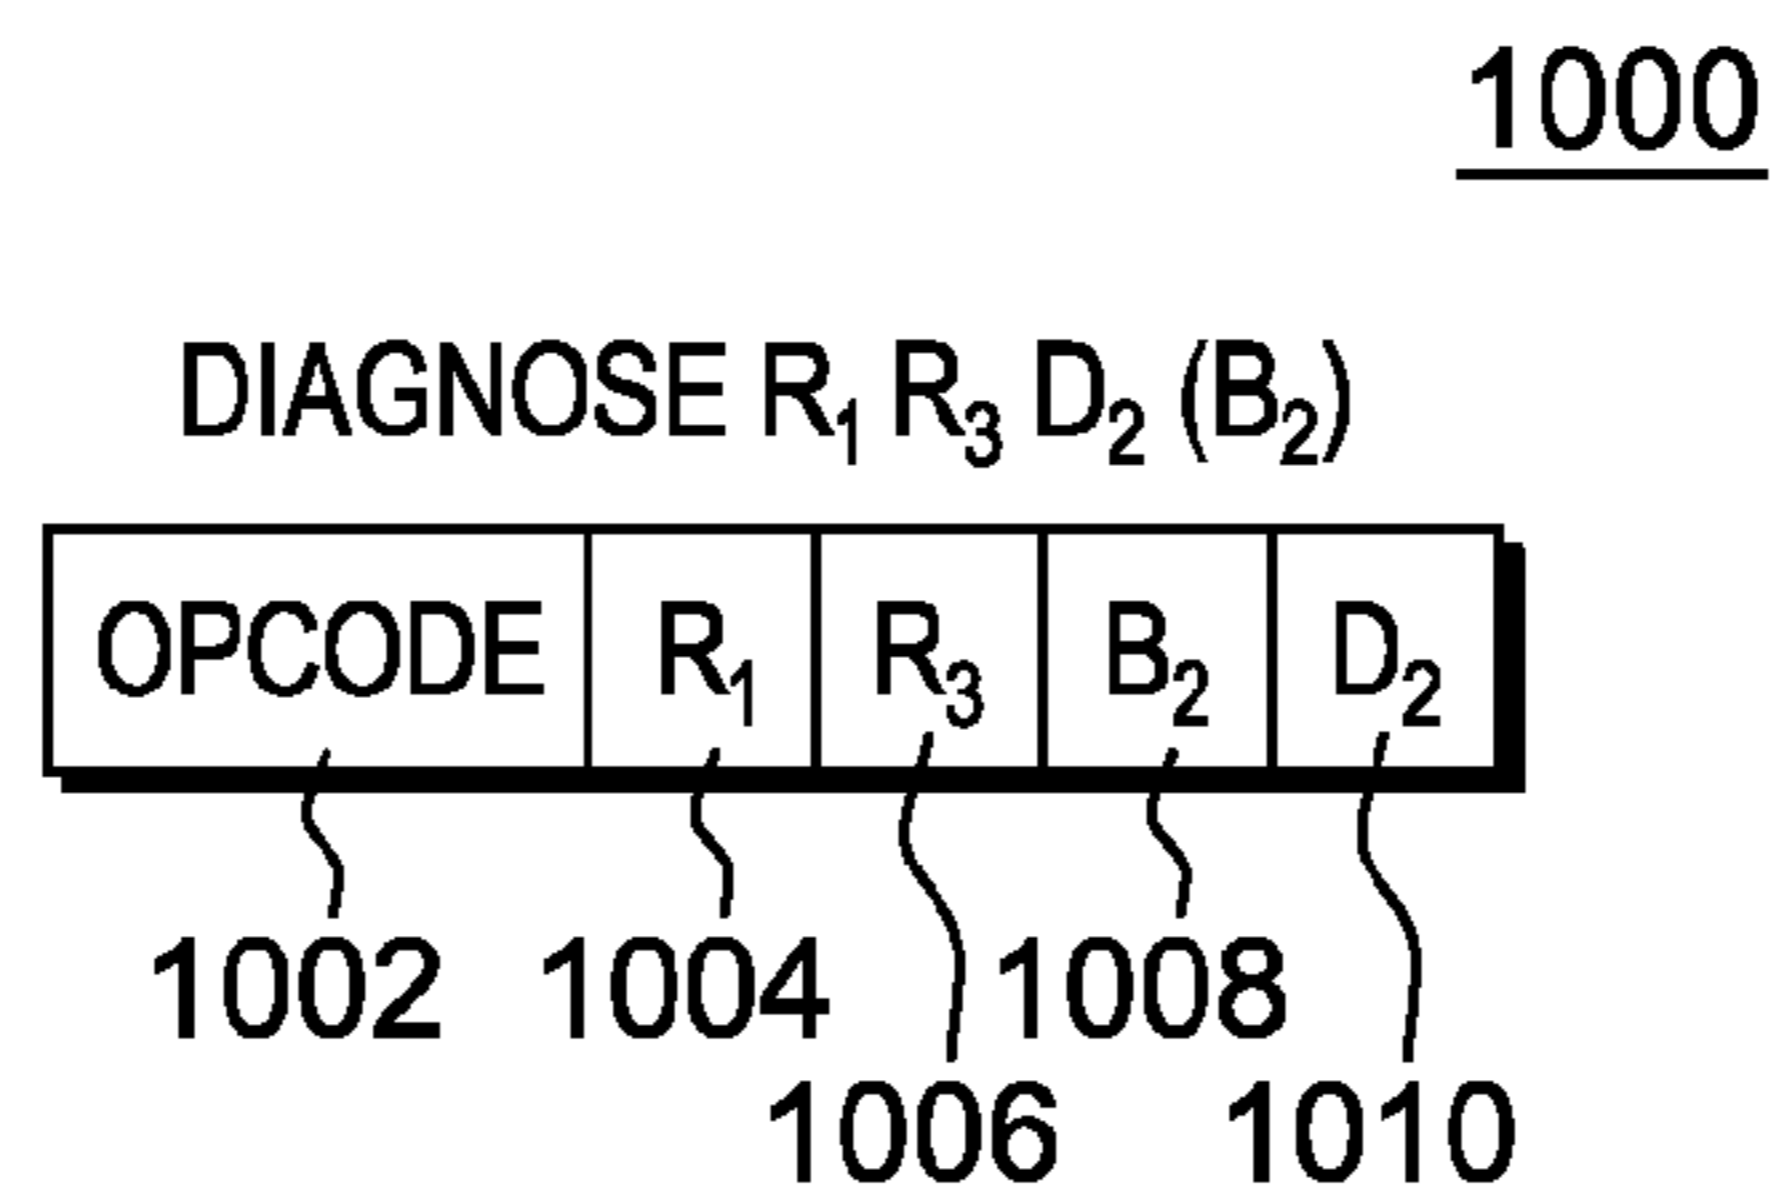 1000
DIAGNOSE R₁ R₃ D₂ (B₂)
OPCODE R₁ R₃ B₂ D₂
1002 1004 1008
1006 1010